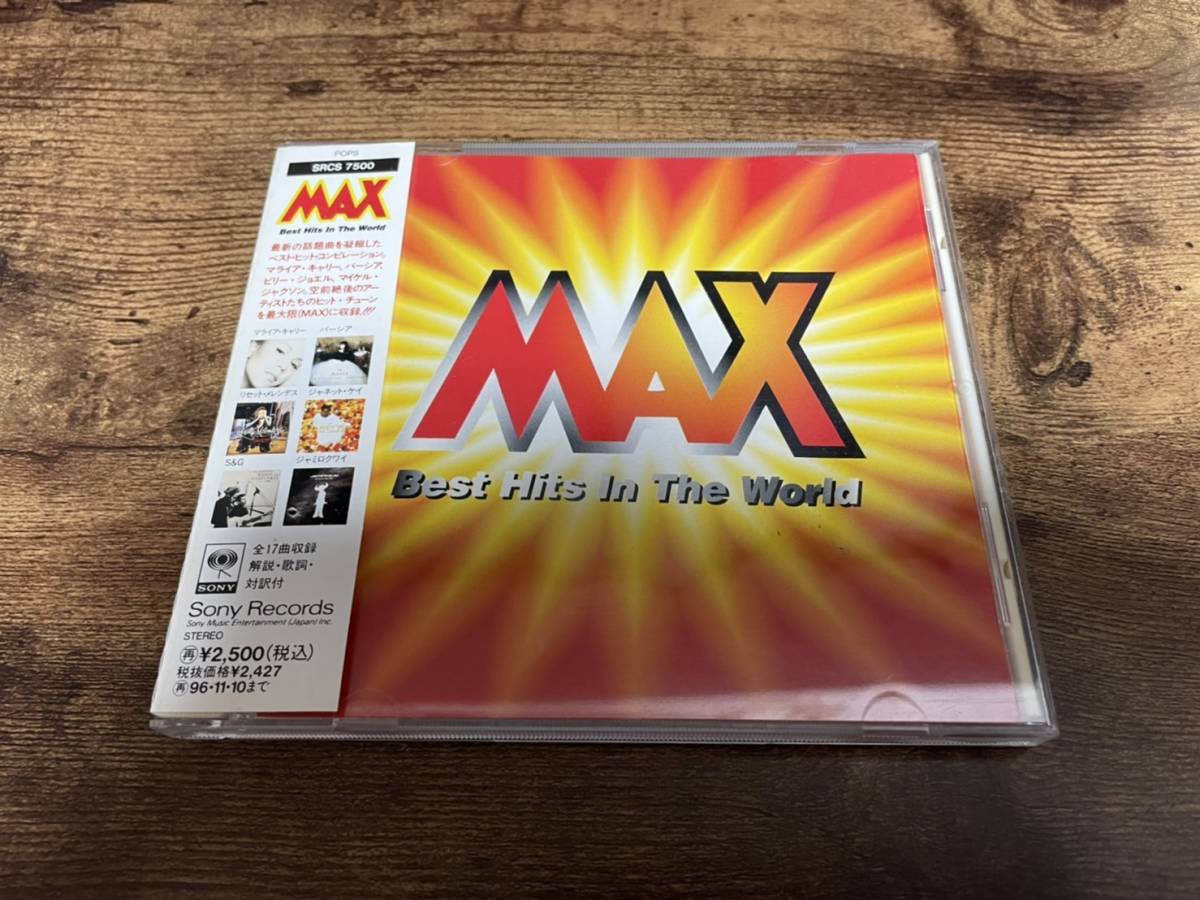 POPS
SRCS 7500
MAX
Best Hits In The World
最新の話題曲を凝縮した
ベスト・ヒット・コンピレーション。
マライア・キャリー、バーシア、
ビリー・ジョエル、マイケル・
ジャクソン、空前絶後のアー
ティストたちのヒット・チューン
を最大限(MAX)に収録。!!!
マライア・キャリー バーシア
リセット・メレンデス ジャネット・ケイ
S&G ジャミロクワイ
SONY
全17曲収録
解説・歌詞・
対訳付
Sony Records
Sony Music Entertainment (Japan) Inc.
STEREO
再¥2,500(税込)
税抜価格¥2,427
再96・11・10まで
MAX
Best Hits In The World